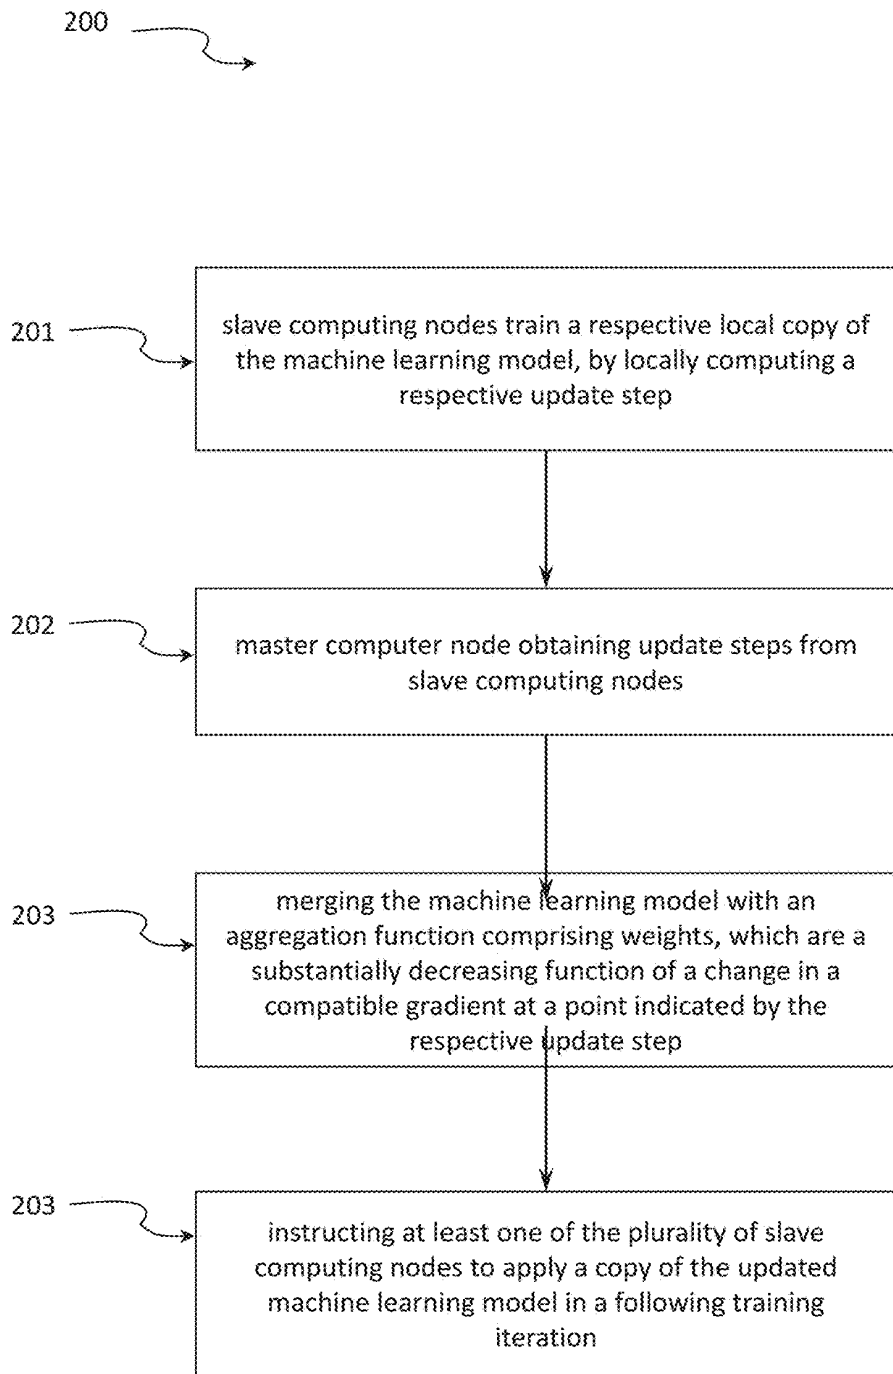 200
201
slave computing nodes train a respective local copy of
the machine learning model, by locally computing a
respective update step
202
master computer node obtaining update steps from
slave computing nodes
203
merging the machine learning model with an
aggregation function comprising weights, which are a
substantially decreasing function of a change in a
compatible gradient at a point indicated by the
respective update step
203
instructing at least one of the plurality of slave
computing nodes to apply a copy of the updated
machine learning model in a following training
iteration